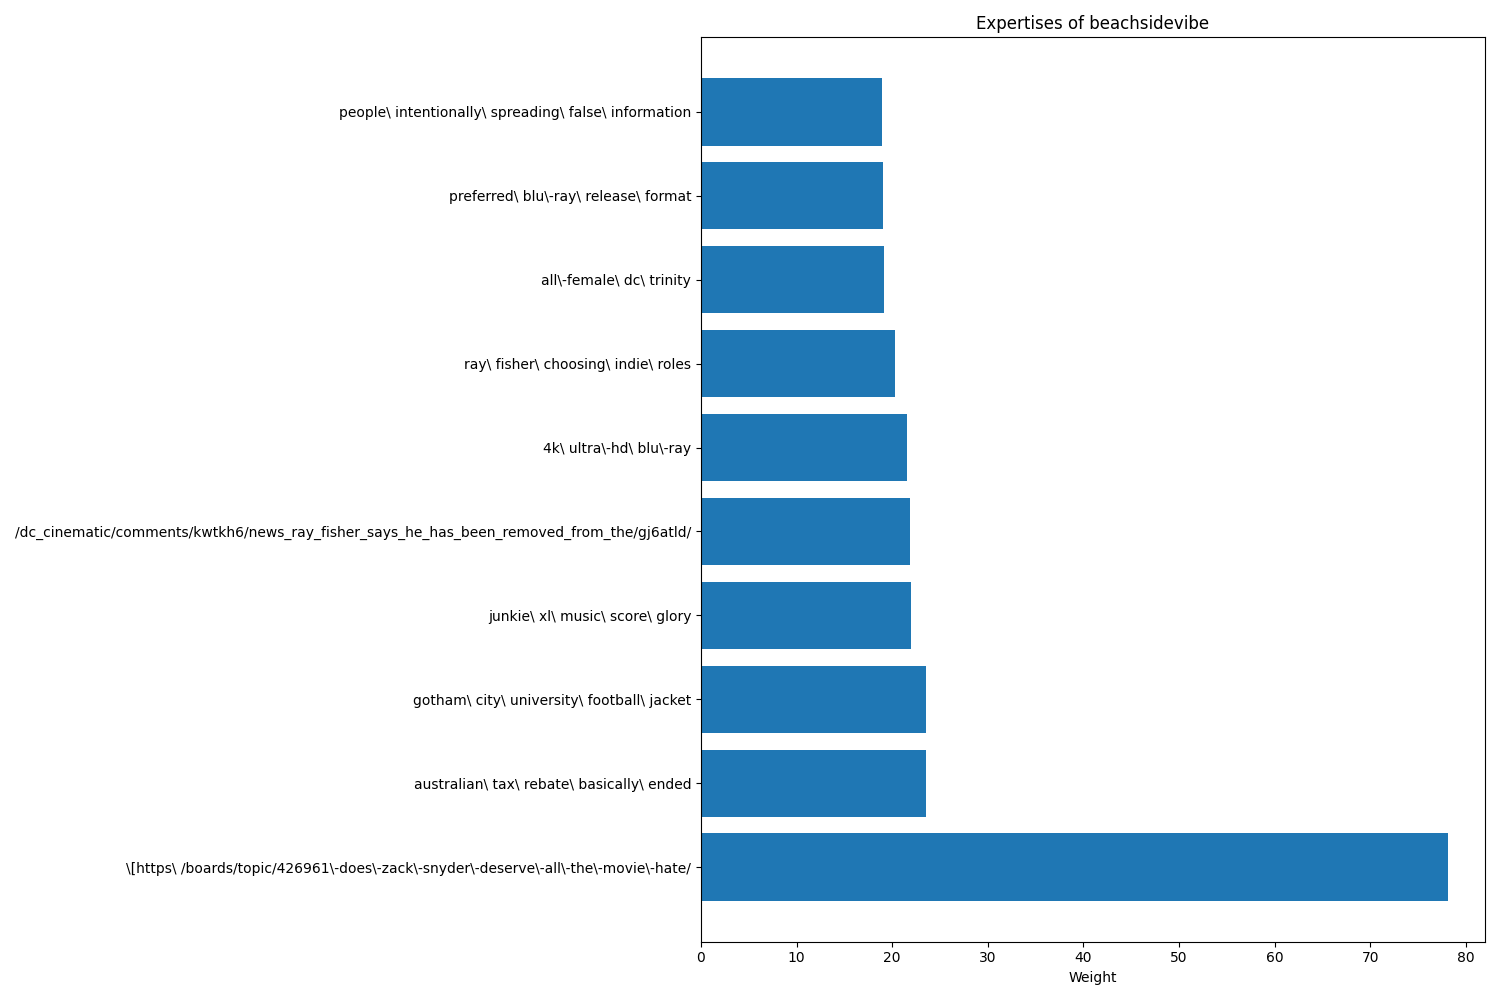 Expertises of beachsidevibe
people\ intentionally\ spreading\ false\ information
preferred\ blu\-ray\ release\ format
all\-female\ dc\ trinity
ray\ fisher\ choosing\ indie\ roles
4k\ ultra\-hd\ blu\-ray
/dc_cinematic/comments/kwtkh6/news_ray_fisher_says_he_has_been_removed_from_the/gj6atld/
junkie\ xl\ music\ score\ glory
gotham\ city\ university\ football\ jacket
australian\ tax\ rebate\ basically\ ended
\[https\ /boards/topic/426961\-does\-zack\-snyder\-deserve\-all\-the\-movie\-hate/
0 10 20 30 40 50 60 70 80
Weight